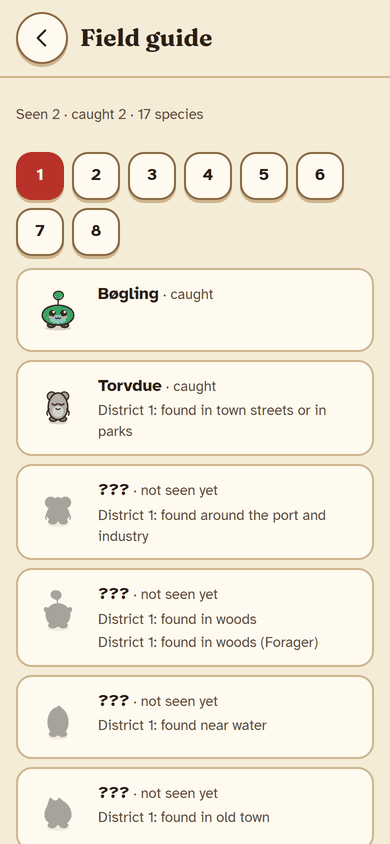 Field guide
Seen 2 · caught 2 · 17 species
1 2 3 4 5 6
7 8
Bøgling · caught
Torvdue · caught
District 1: found in town streets or in
parks
??? · not seen yet
District 1: found around the port and
industry
??? · not seen yet
District 1: found in woods
District 1: found in woods (Forager)
??? · not seen yet
District 1: found near water
??? · not seen yet
District 1: found in old town